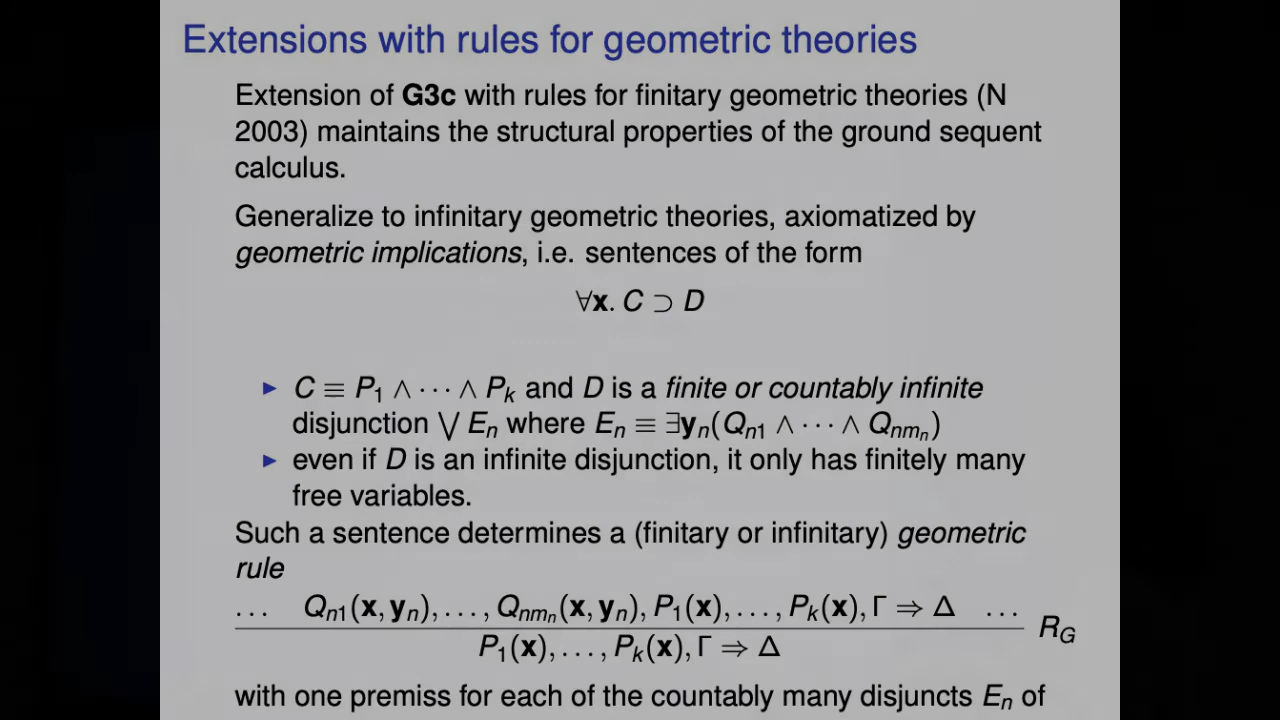 Extensions with rules for geometric theories
Extension of G3c with rules for finitary geometric theories (N
2003) maintains the structural properties of the ground sequent
calculus.
Generalize to infinitary geometric theories, axiomatized by
geometric implications, i.e. sentences of the form
∀x. C ⊃ D
▶ C ≡ P₁ ∧ ⋯ ∧ Pₖ and D is a finite or countably infinite
disjunction ⋁ Eₙ where Eₙ ≡ ∃yₙ(Qₙ₁ ∧ ⋯ ∧ Qₙₘₙ)
▶ even if D is an infinite disjunction, it only has finitely many
free variables.
Such a sentence determines a (finitary or infinitary) geometric
rule
… Qₙ₁(x, yₙ), …, Qₙₘₙ(x, yₙ), P₁(x), …, Pₖ(x), Γ ⇒ Δ …
R_G
P₁(x), …, Pₖ(x), Γ ⇒ Δ
with one premiss for each of the countably many disjuncts Eₙ of